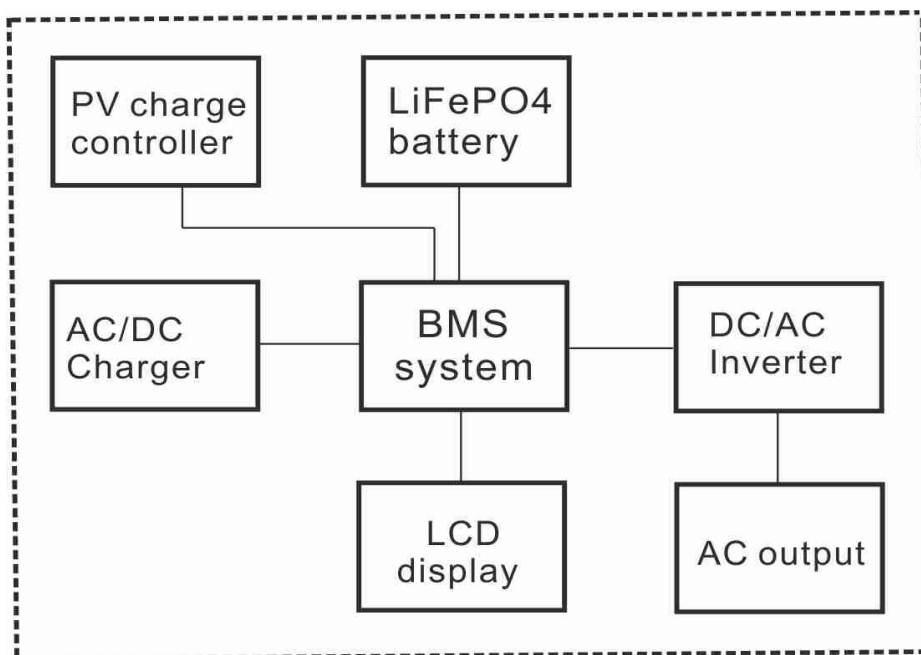 PV charge
controller
LiFePO4
battery
AC/DC
Charger
BMS
system
DC/AC
Inverter
LCD
display
AC output